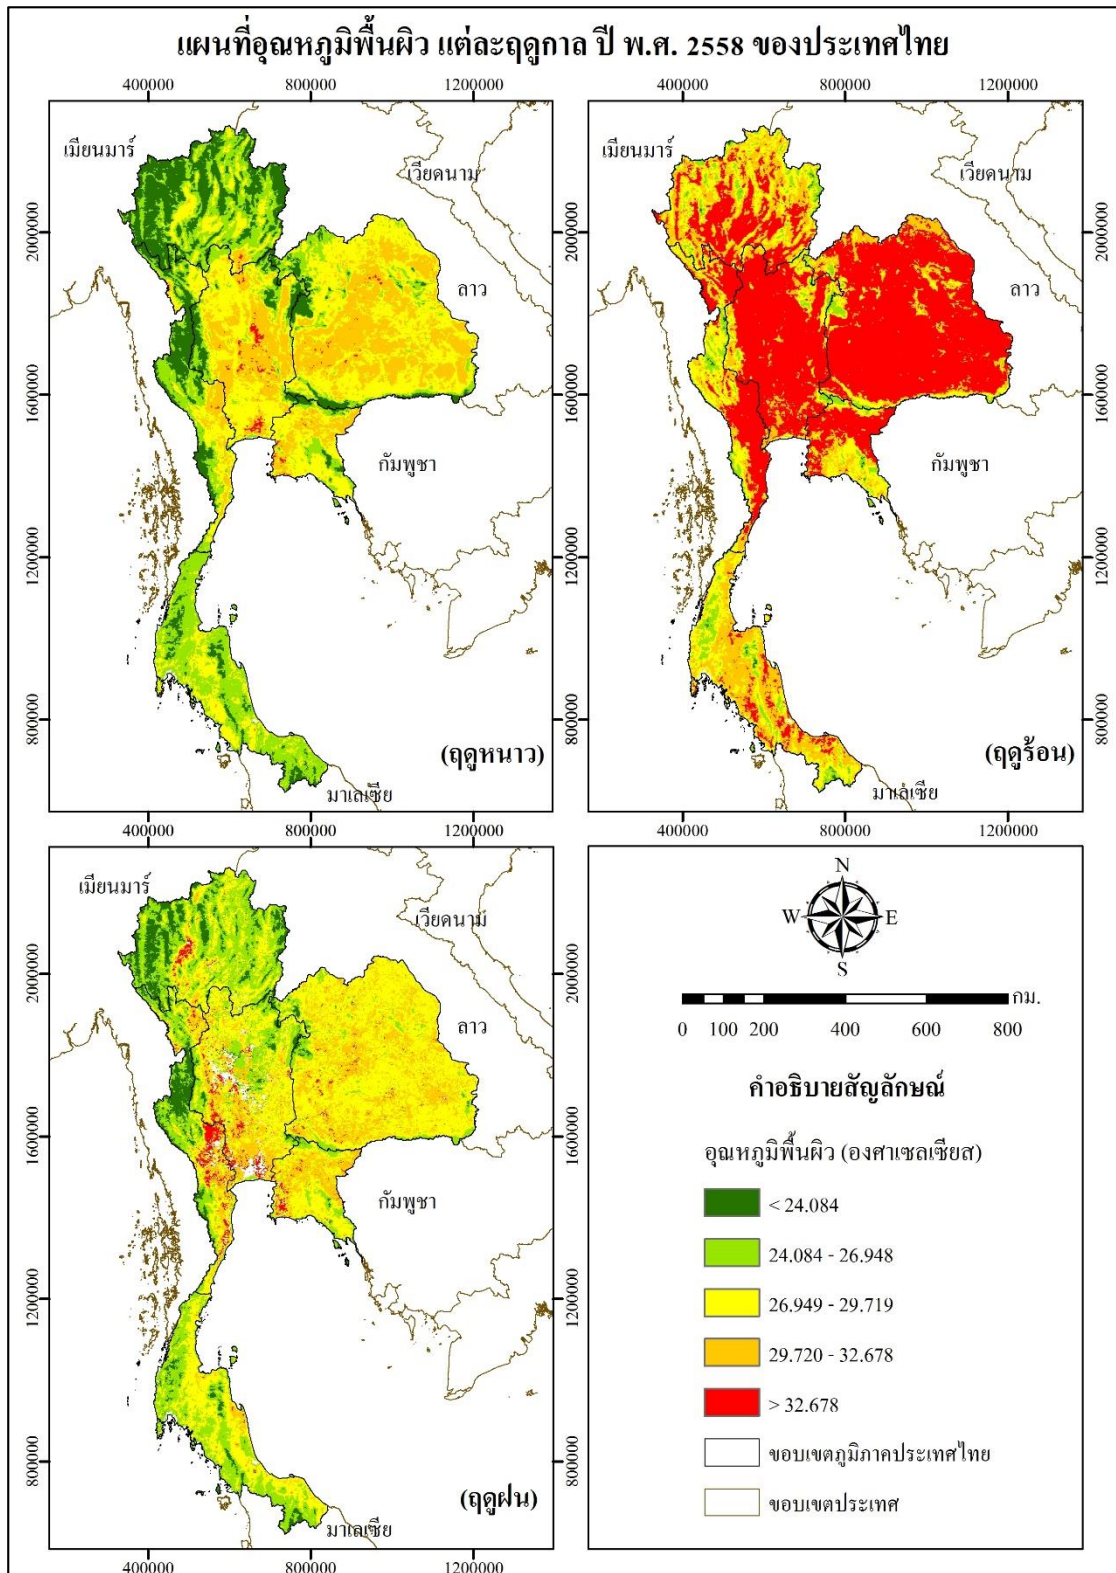 แผนที่อุณหภูมิพื้นผิว แต่ละฤดูกาล ปี พ.ศ. 2558 ของประเทศไทย
400000 800000 1200000
เมียนมาร์
เวียดนาม
ลาว
กัมพูชา
มาเลเซีย
(ฤดูหนาว)
2000000
1600000
1200000
800000
400000 800000 1200000
400000 800000 1200000
เมียนมาร์
เวียดนาม
ลาว
กัมพูชา
มาเลเซีย
(ฤดูร้อน)
2000000
1600000
1200000
800000
2000000
1600000
1200000
800000
400000 800000 1200000
เมียนมาร์
เวียดนาม
ลาว
กัมพูชา
มาเลเซีย
(ฤดูฝน)
2000000
1600000
1200000
800000
2000000
1600000
1200000
800000
400000 800000 1200000
N
W E
S
กม.
0 100 200 400 600 800
คำอธิบายสัญลักษณ์
อุณหภูมิพื้นผิว (องศาเซลเซียส)
< 24.084
24.084 - 26.948
26.949 - 29.719
29.720 - 32.678
> 32.678
ขอบเขตภูมิภาคประเทศไทย
ขอบเขตประเทศ